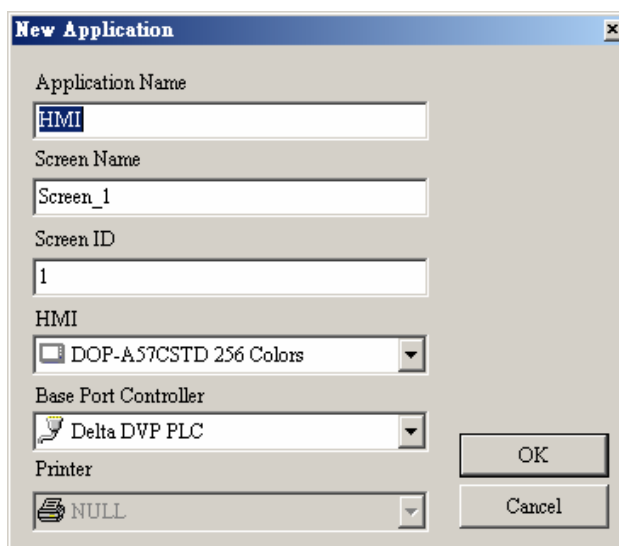 New Application
Application Name
HMI
Screen Name
Screen_1
Screen ID
1
HMI
DOP-A57CSTD 256 Colors
Base Port Controller
Delta DVP PLC
Printer
NULL
OK
Cancel